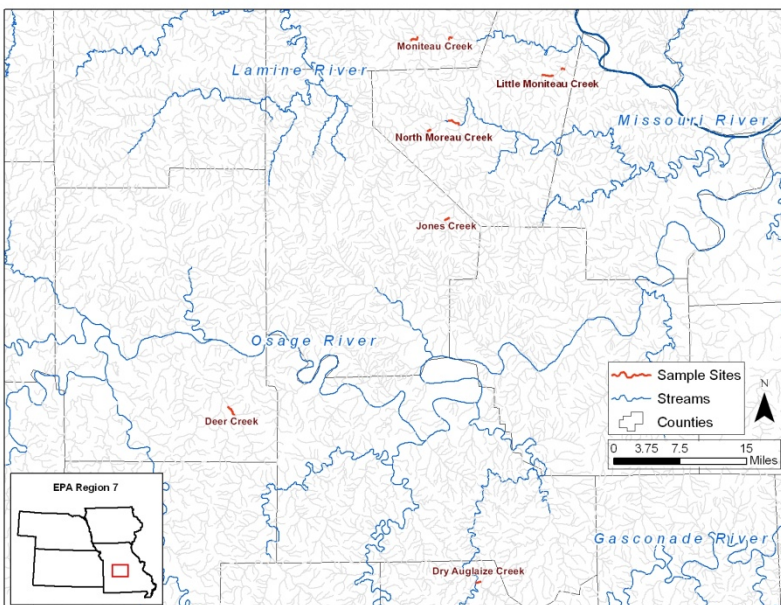 Moniteau Creek
Lamine River
Little Moniteau Creek
Missouri River
North Moreau Creek
Jones Creek
Osage River
Sample Sites
Streams
Counties
N
0 3.75 7.5 15
Miles
Deer Creek
EPA Region 7
Gasconade River
Dry Auglaize Creek